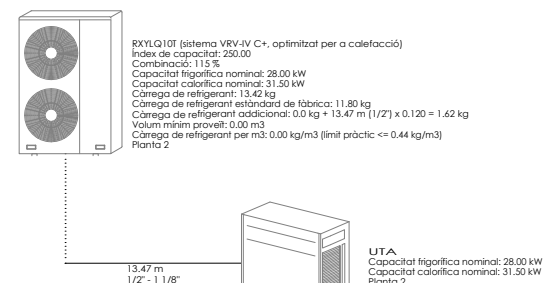 RXYLQ10T (sistema VRV-IV C+, optimitzat per a calefacció)
Índex de capacitat: 250.00
Combinació: 115 %
Capacitat frigorífica nominal: 28.00 kW
Capacitat calorífica nominal: 31.50 kW
Càrrega de refrigerant: 13.42 kg
Càrrega de refrigerant estàndard de fàbrica: 11.80 kg
Càrrega de refrigerant addicional: 0.0 kg + 13.47 m (1/2") x 0.120 = 1.62 kg
Volum mínim proveït: 0.00 m3
Càrrega de refrigerant per m3: 0.00 kg/m3 (límit pràctic <= 0.44 kg/m3)
Planta 2
UTA
Capacitat frigorífica nominal: 28.00 kW
Capacitat calorífica nominal: 31.50 kW
Planta 2
13.47 m
1/2" - 1 1/8"